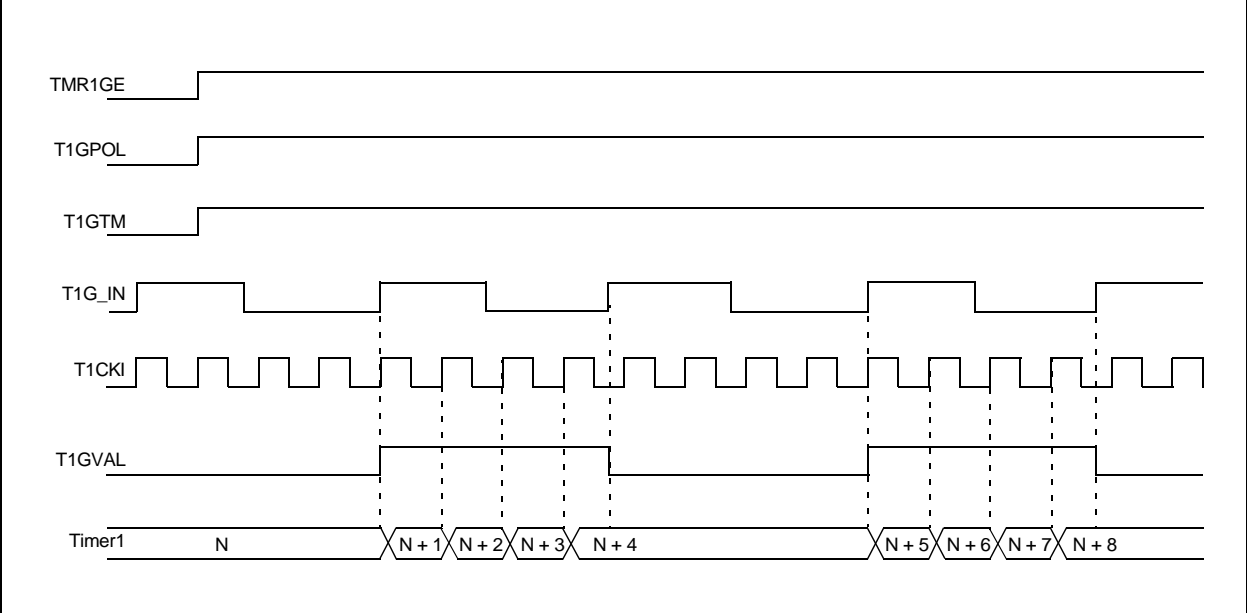 TMR1GE
T1GPOL
T1GTM
T1G_IN
T1CKI
T1GVAL
Timer1 N N + 1 N + 2 N + 3 N + 4 N + 5 N + 6 N + 7 N + 8